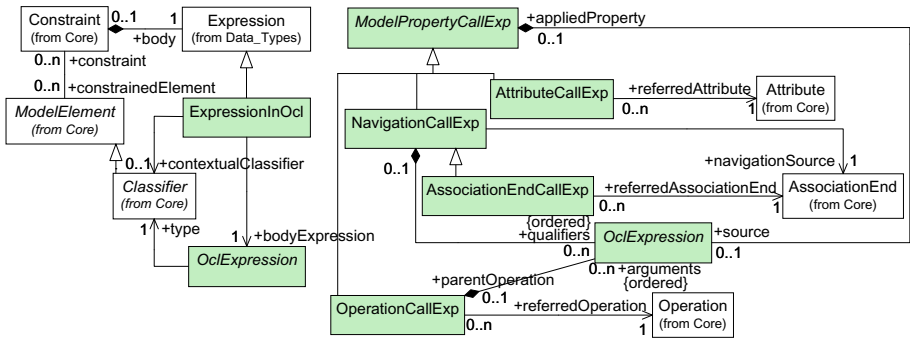 Constraint
(from Core)
0..1
1
+body
Expression
(from Data_Types)
0..n
+constraint
0..n
+constrainedElement
ModelElement
(from Core)
ExpressionInOcl
0..1
+contextualClassifier
Classifier
(from Core)
1
+type
1
+bodyExpression
OclExpression
ModelPropertyCallExp
+appliedProperty
0..1
AttributeCallExp
+referredAttribute
0..n
1
Attribute
(from Core)
NavigationCallExp
0..1
+navigationSource
1
AssociationEndCallExp
+referredAssociationEnd
0..n
1
AssociationEnd
(from Core)
{ordered}
+qualifiers
0..n
OclExpression
+source
0..1
0..n
+arguments
{ordered}
+parentOperation
0..1
OperationCallExp
+referredOperation
0..n
1
Operation
(from Core)